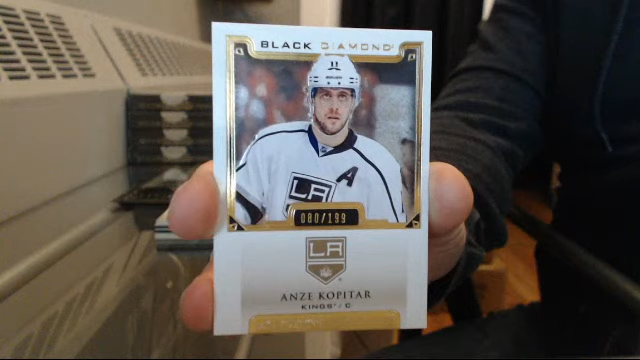 BLACK DIAMOND
11
LA
A
080/199
LA
ANZE KOPITAR
KINGS / C